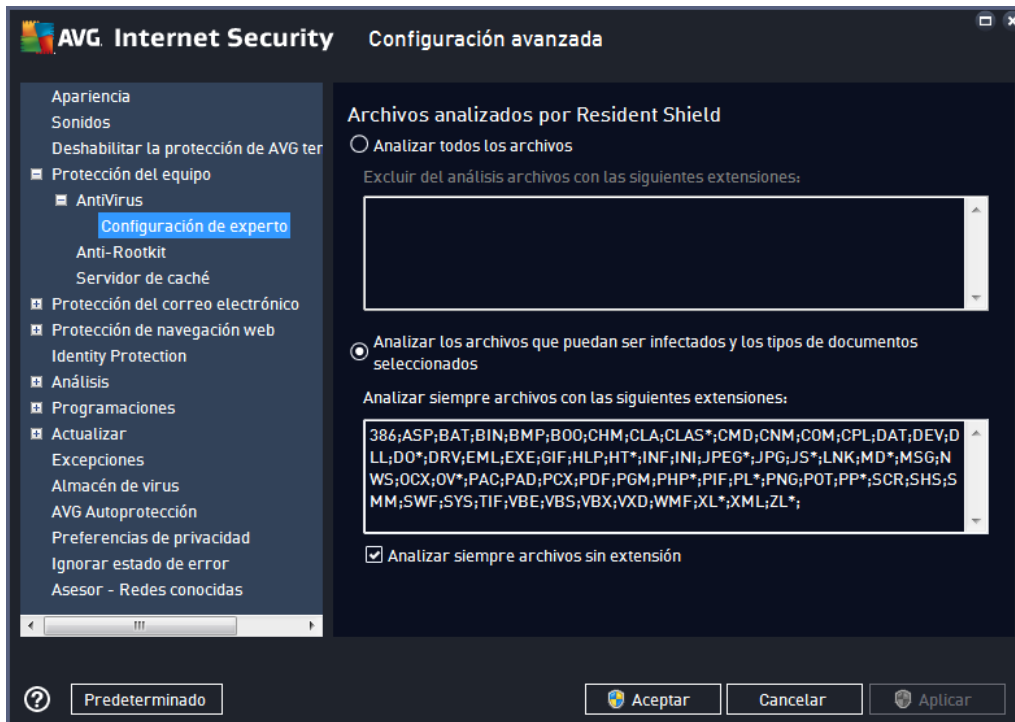 AVG Internet Security Configuración avanzada
Apariencia
Sonidos
Deshabilitar la protección de AVG ter
Protección del equipo
AntiVirus
Configuración de experto
Anti-Rootkit
Servidor de caché
Protección del correo electrónico
Protección de navegación web
Identity Protection
Análisis
Programaciones
Actualizar
Excepciones
Almacén de virus
AVG Autoprotección
Preferencias de privacidad
Ignorar estado de error
Asesor - Redes conocidas
Archivos analizados por Resident Shield
Analizar todos los archivos
Excluir del análisis archivos con las siguientes extensiones:
Analizar los archivos que puedan ser infectados y los tipos de documentos
seleccionados
Analizar siempre archivos con las siguientes extensiones:
386;ASP;BAT;BIN;BMP;BOO;CHM;CLA;CLAS*;CMD;CNM;COM;CPL;DAT;DEV;D
LL;DO*;DRV;EML;EXE;GIF;HLP;HT*;INF;INI;JPEG*;JPG;JS*;LNK;MD*;MSG;N
WS;OCX;OV*;PAC;PAD;PCX;PDF;PGM;PHP*;PIF;PL*;PNG;POT;PP*;SCR;SHS;S
MM;SWF;SYS;TIF;VBE;VBS;VBX;VXD;WMF;XL*;XML;ZL*;
Analizar siempre archivos sin extensión
Predeterminado
Aceptar
Cancelar
Aplicar